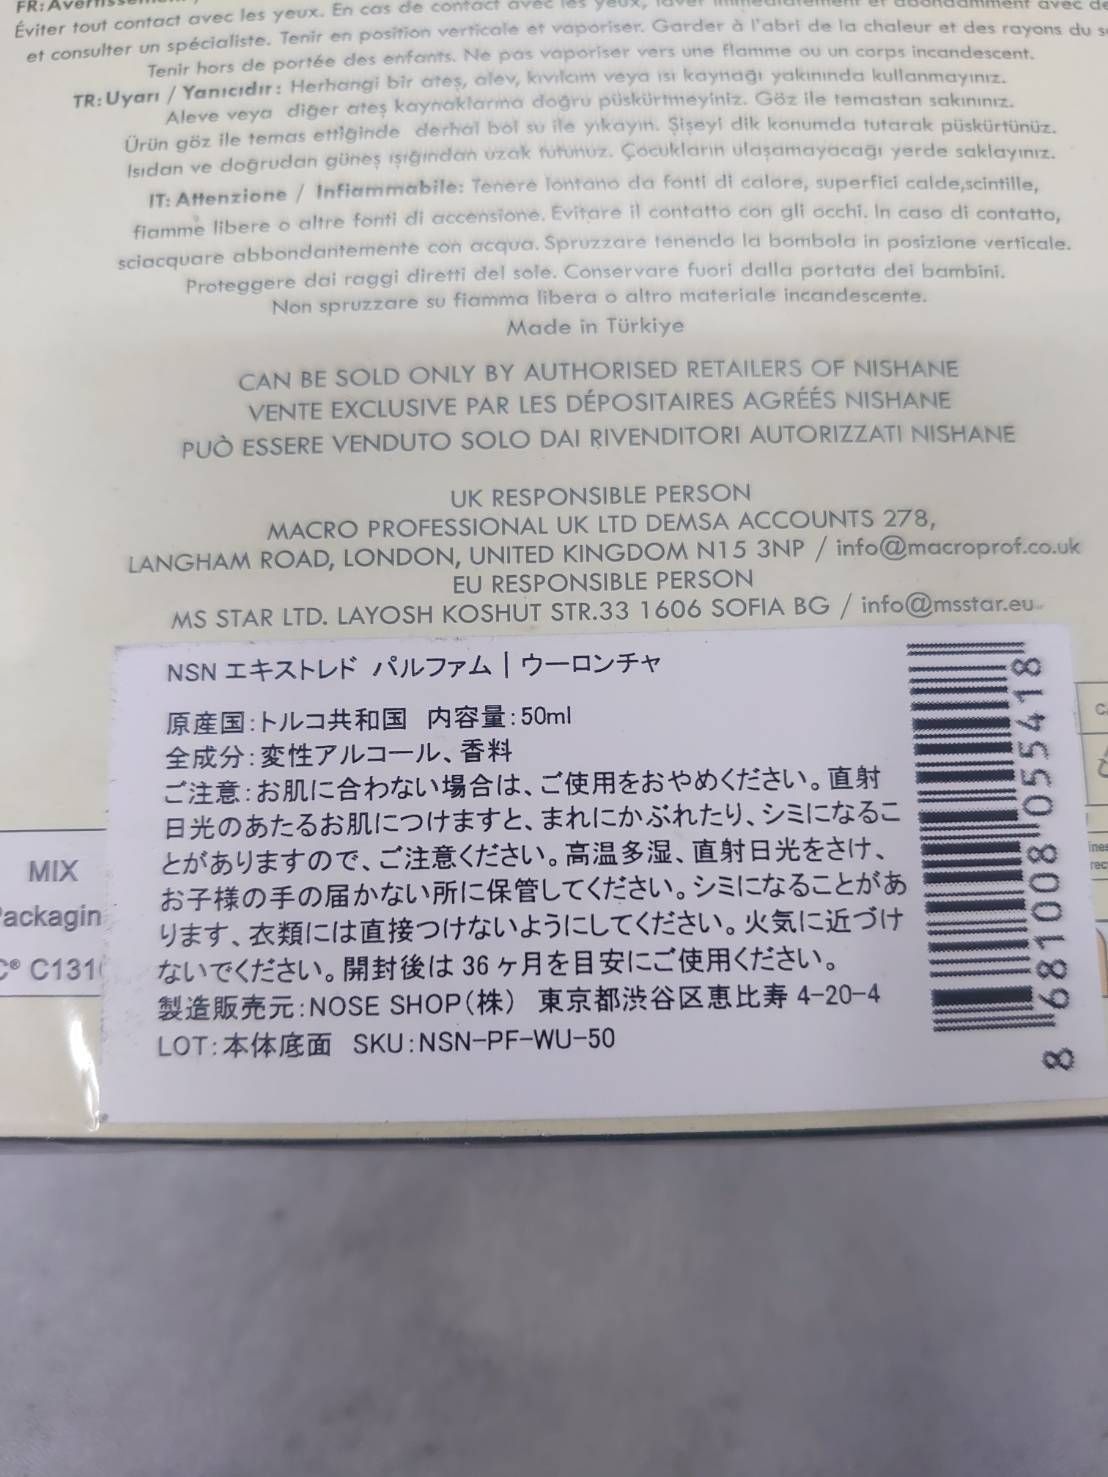 FR: Avertissement
Éviter tout contact avec les yeux. En cas de contact avec les yeux, laver immédiatement et abondamment avec
et consulter un spécialiste. Tenir en position verticale et vaporiser. Garder à l'abri de la chaleur et des rayons du
Tenir hors de portée des enfants. Ne pas vaporiser vers une flamme ou un corps incandescent.
TR: Uyarı / Yanıcıdır: Herhangi bir ateş, alev, kıvılcım veya ısı kaynağı yakınında kullanmayınız.
Aleve veya diğer ateş kaynaklarına doğru püskürtmeyiniz. Göz ile temastan sakınınız.
Ürün göz ile temas ettiğinde derhal bol su ile yıkayın. Şişeyi dik konumda tutarak püskürtünüz.
Isıdan ve doğrudan güneş ışığından uzak tutunuz. Çocukların ulaşamayacağı yerde saklayınız.
IT: Attenzione / Infiammabile: Tenere lontano da fonti di calore, superfici calde,scintille,
fiamme libere o altre fonti di accensione. Evitare il contatto con gli occhi. In caso di contatto,
sciacquare abbondantemente con acqua. Spruzzare tenendo la bombola in posizione verticale.
Proteggere dai raggi diretti del sole. Conservare fuori dalla portata dei bambini.
Non spruzzare su fiamma libera o altro materiale incandescente.
Made in Türkiye
CAN BE SOLD ONLY BY AUTHORISED RETAILERS OF NISHANE
VENTE EXCLUSIVE PAR LES DÉPOSITAIRES AGRÉÉS NISHANE
PUÒ ESSERE VENDUTO SOLO DAI RIVENDITORI AUTORIZZATI NISHANE
UK RESPONSIBLE PERSON
MACRO PROFESSIONAL UK LTD DEMSA ACCOUNTS 278,
LANGHAM ROAD, LONDON, UNITED KINGDOM N15 3NP / info@macroprof.co.uk
EU RESPONSIBLE PERSON
MS STAR LTD. LAYOSH KOSHUT STR.33 1606 SOFIA BG / info@msstar.eu
NSN エキストレド パルファム | ウーロンチャ
原産国:トルコ共和国 内容量:50ml
全成分:変性アルコール、香料
ご注意:お肌に合わない場合は、ご使用をおやめください。直射
日光のあたるお肌につけますと、まれにかぶれたり、シミになるこ
とがありますので、ご注意ください。高温多湿、直射日光をさけ、
お子様の手の届かない所に保管してください。シミになることがあ
ります、衣類には直接つけないようにしてください。火気に近づけ
ないでください。開封後は 36 ヶ月を目安にご使用ください。
製造販売元:NOSE SHOP(株) 東京都渋谷区恵比寿 4-20-4
LOT:本体底面 SKU:NSN-PF-WU-50
8 681008 055418
MIX
Packagin
C® C131